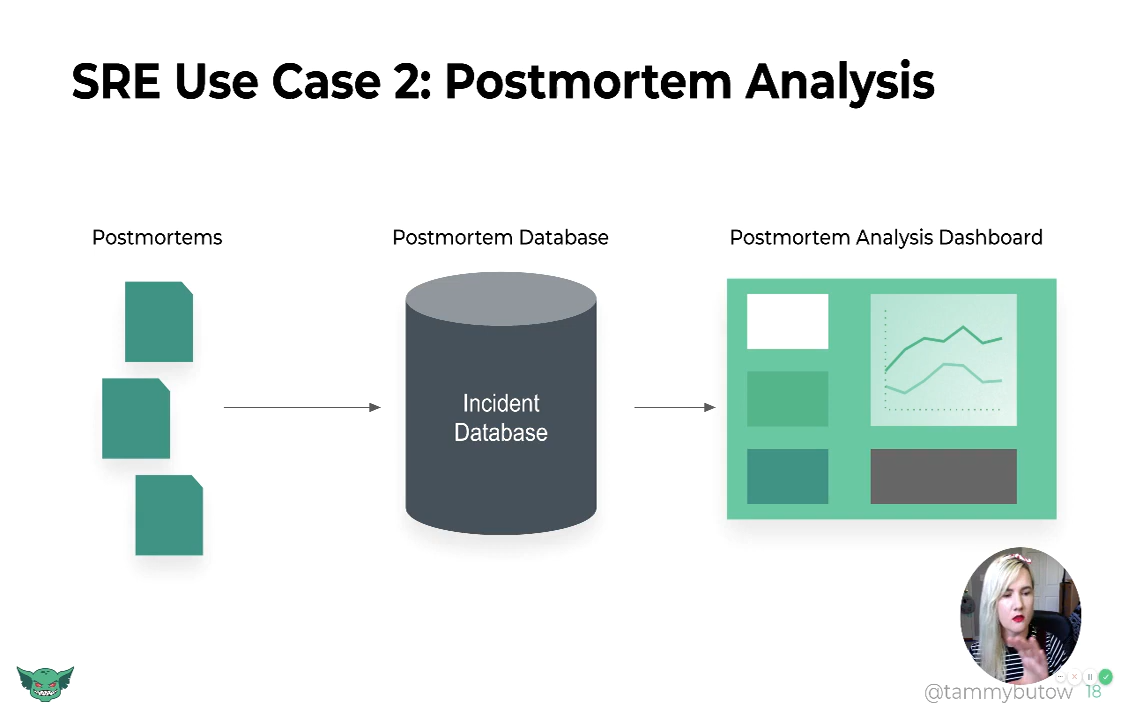 SRE Use Case 2: Postmortem Analysis
Postmortems
Postmortem Database
Postmortem Analysis Dashboard
Incident
Database
@tammybutow
18